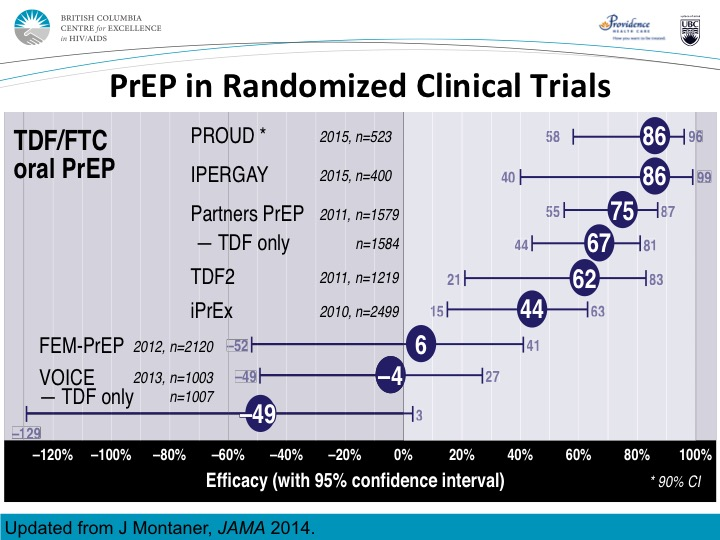 BRITISH COLUMBIA
CENTRE for EXCELLENCE
in HIV/AIDS
Providence
HEALTH CARE
How you want to be treated.
UBC
PrEP in Randomized Clinical Trials
TDF/FTC
oral PrEP
PROUD * 2015, n=523 58 86 96
IPERGAY 2015, n=400 40 86 99
Partners PrEP 2011, n=1579 55 75 87
— TDF only n=1584 44 67 81
TDF2 2011, n=1219 21 62 83
iPrEx 2010, n=2499 15 44 63
FEM-PrEP 2012, n=2120 –52 6 41
VOICE 2013, n=1003 –49 –4 27
— TDF only n=1007
–49 3
–129
–120% –100% –80% –60% –40% –20% 0% 20% 40% 60% 80% 100%
Efficacy (with 95% confidence interval) * 90% CI
Updated from J Montaner, JAMA 2014.